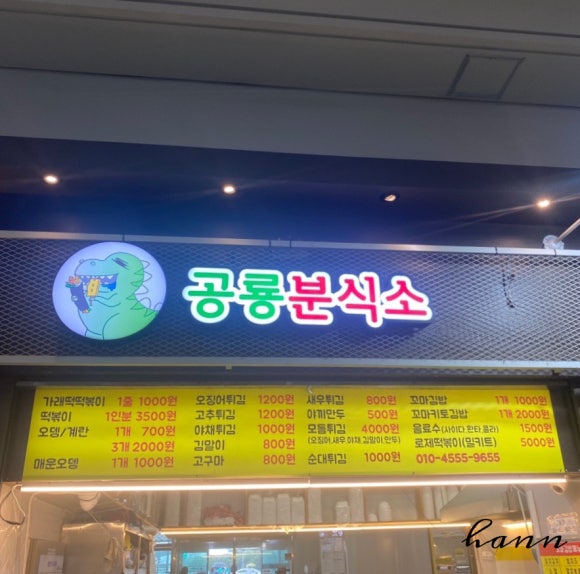 공룡분식소
가래떡떡볶이 1줄 1000원
떡볶이 1인분 3500원
오뎅/계란 1개 700원
3개 2000원
매운오뎅 1개 1000원
오징어튀김 1200원
고추튀김 1200원
야채튀김 1000원
김말이 800원
고구마 800원
새우튀김 800원
야끼만두 500원
모듬튀김 4000원
(오징어,새우야채김말이만두)
순대튀김 1000원
꼬마김밥 1개 1000원
꼬마키토김밥 1개 2000원
음료수(사이다,환타,콜라) 1500원
로제떡볶이(밀키트) 5000원
010-4555-9655
hann